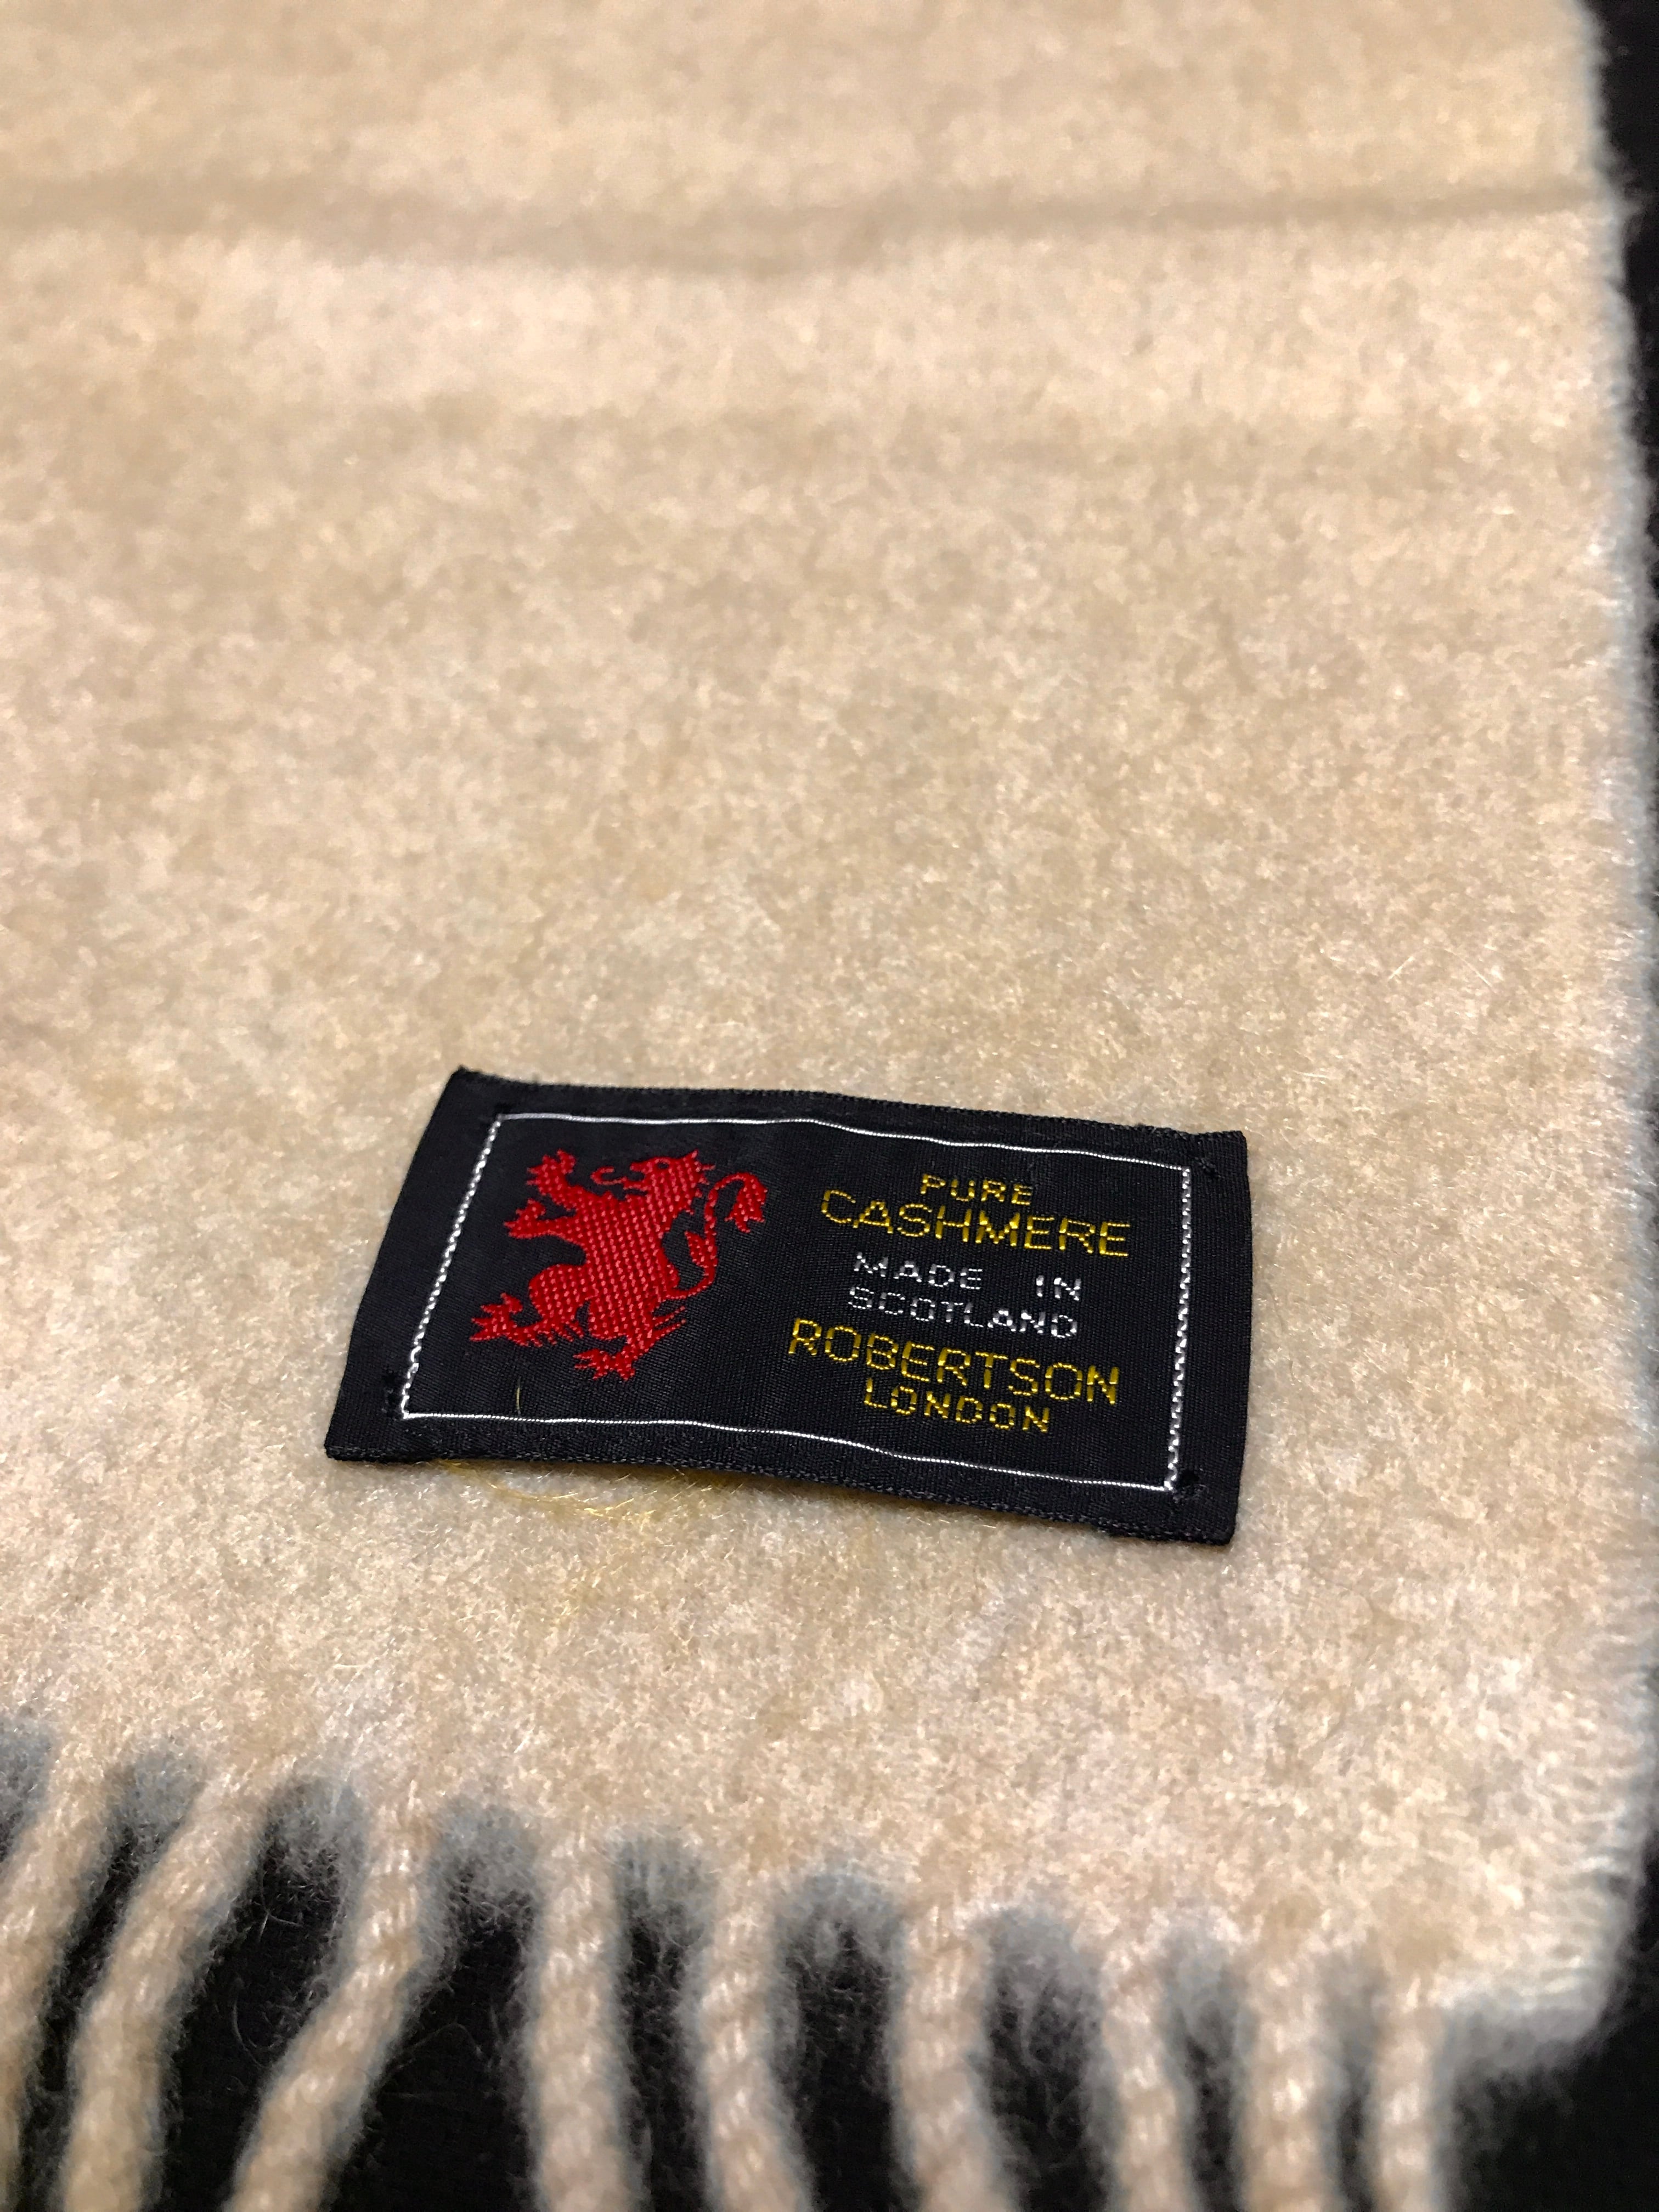 PURE
CASHMERE
MADE IN
SCOTLAND
ROBERTSON
LONDON